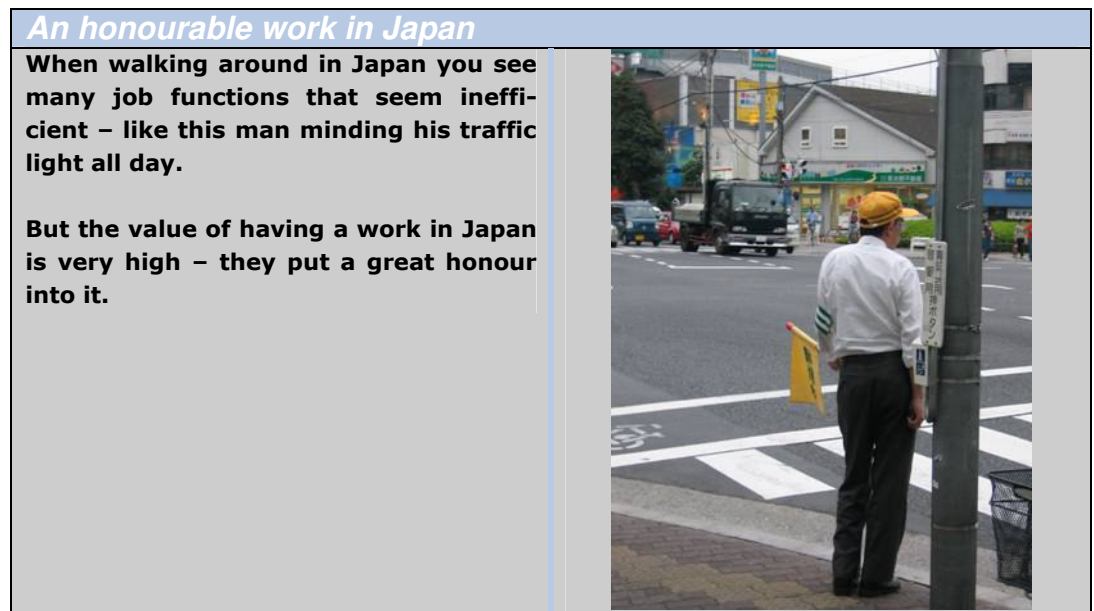 An honourable work in Japan
When walking around in Japan you see
many job functions that seem ineffi-
cient – like this man minding his traffic
light all day.
But the value of having a work in Japan
is very high – they put a great honour
into it.